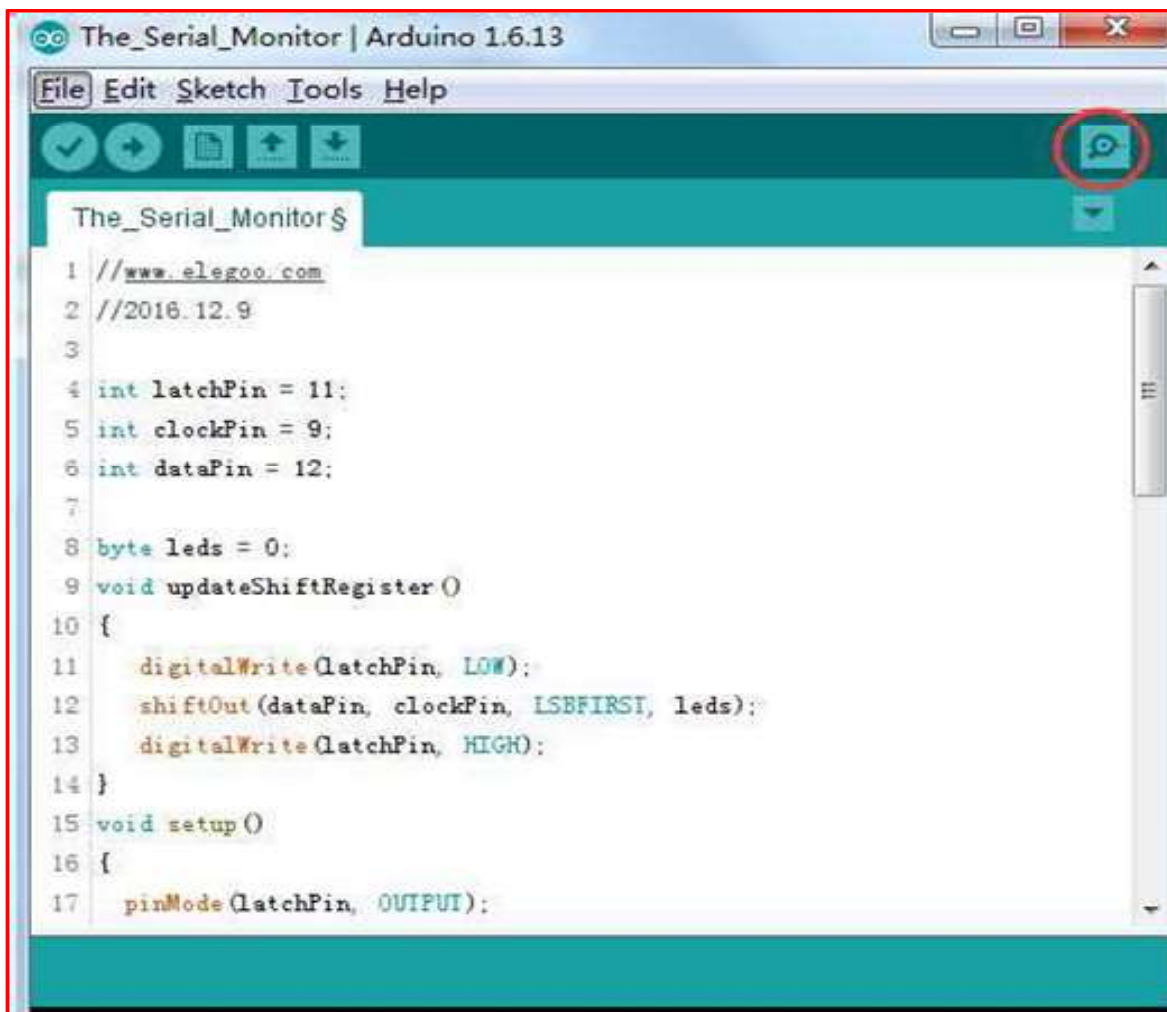 The_Serial_Monitor | Arduino 1.6.13
File Edit Sketch Tools Help
The_Serial_Monitor §
1 //www.elegoo.com
2 //2016.12.9
3
4 int latchPin = 11;
5 int clockPin = 9;
6 int dataPin = 12;
7
8 byte leds = 0;
9 void updateShiftRegister()
10 {
11 digitalWrite(latchPin, LOW);
12 shiftOut(dataPin, clockPin, LSBFIRST, leds);
13 digitalWrite(latchPin, HIGH);
14 }
15 void setup()
16 {
17 pinMode(latchPin, OUTPUT);